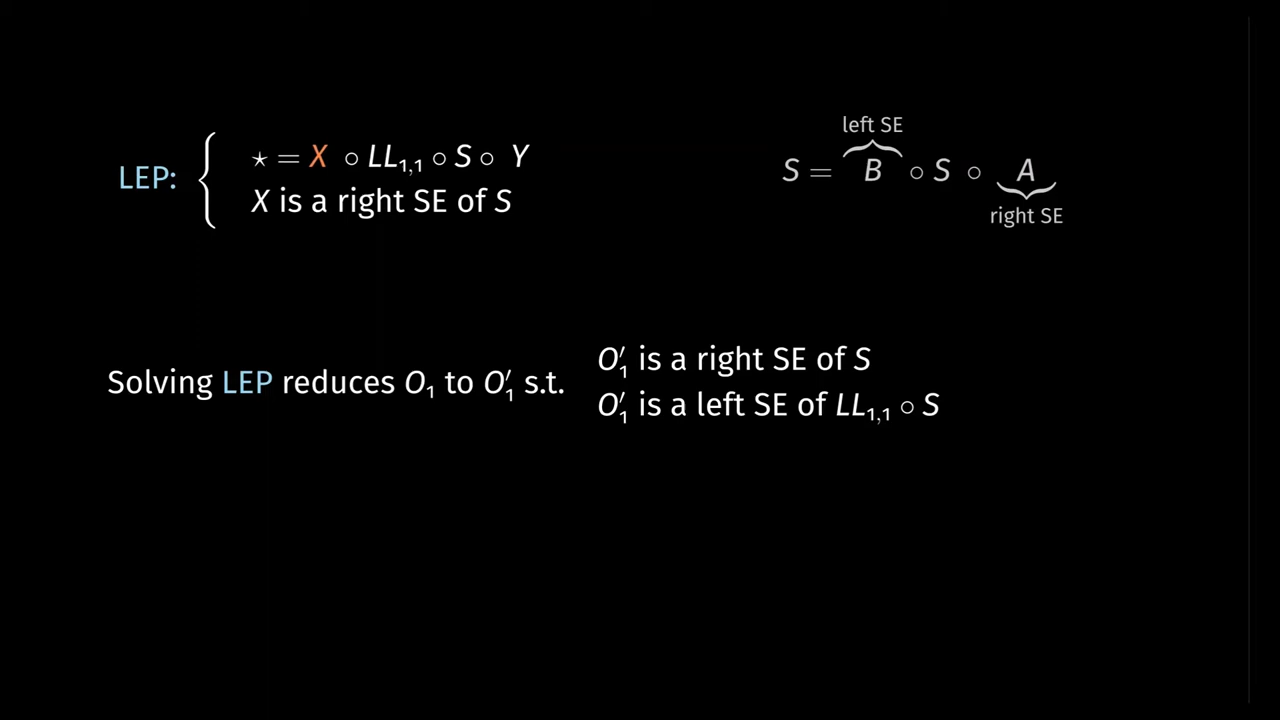 LEP: { ⋆ = X ∘ LL₁,₁ ∘ S ∘ Y
X is a right SE of S
left SE
S = B ∘ S ∘ A
right SE
Solving LEP reduces O₁ to O′₁ s.t.
O′₁ is a right SE of S
O′₁ is a left SE of LL₁,₁ ∘ S